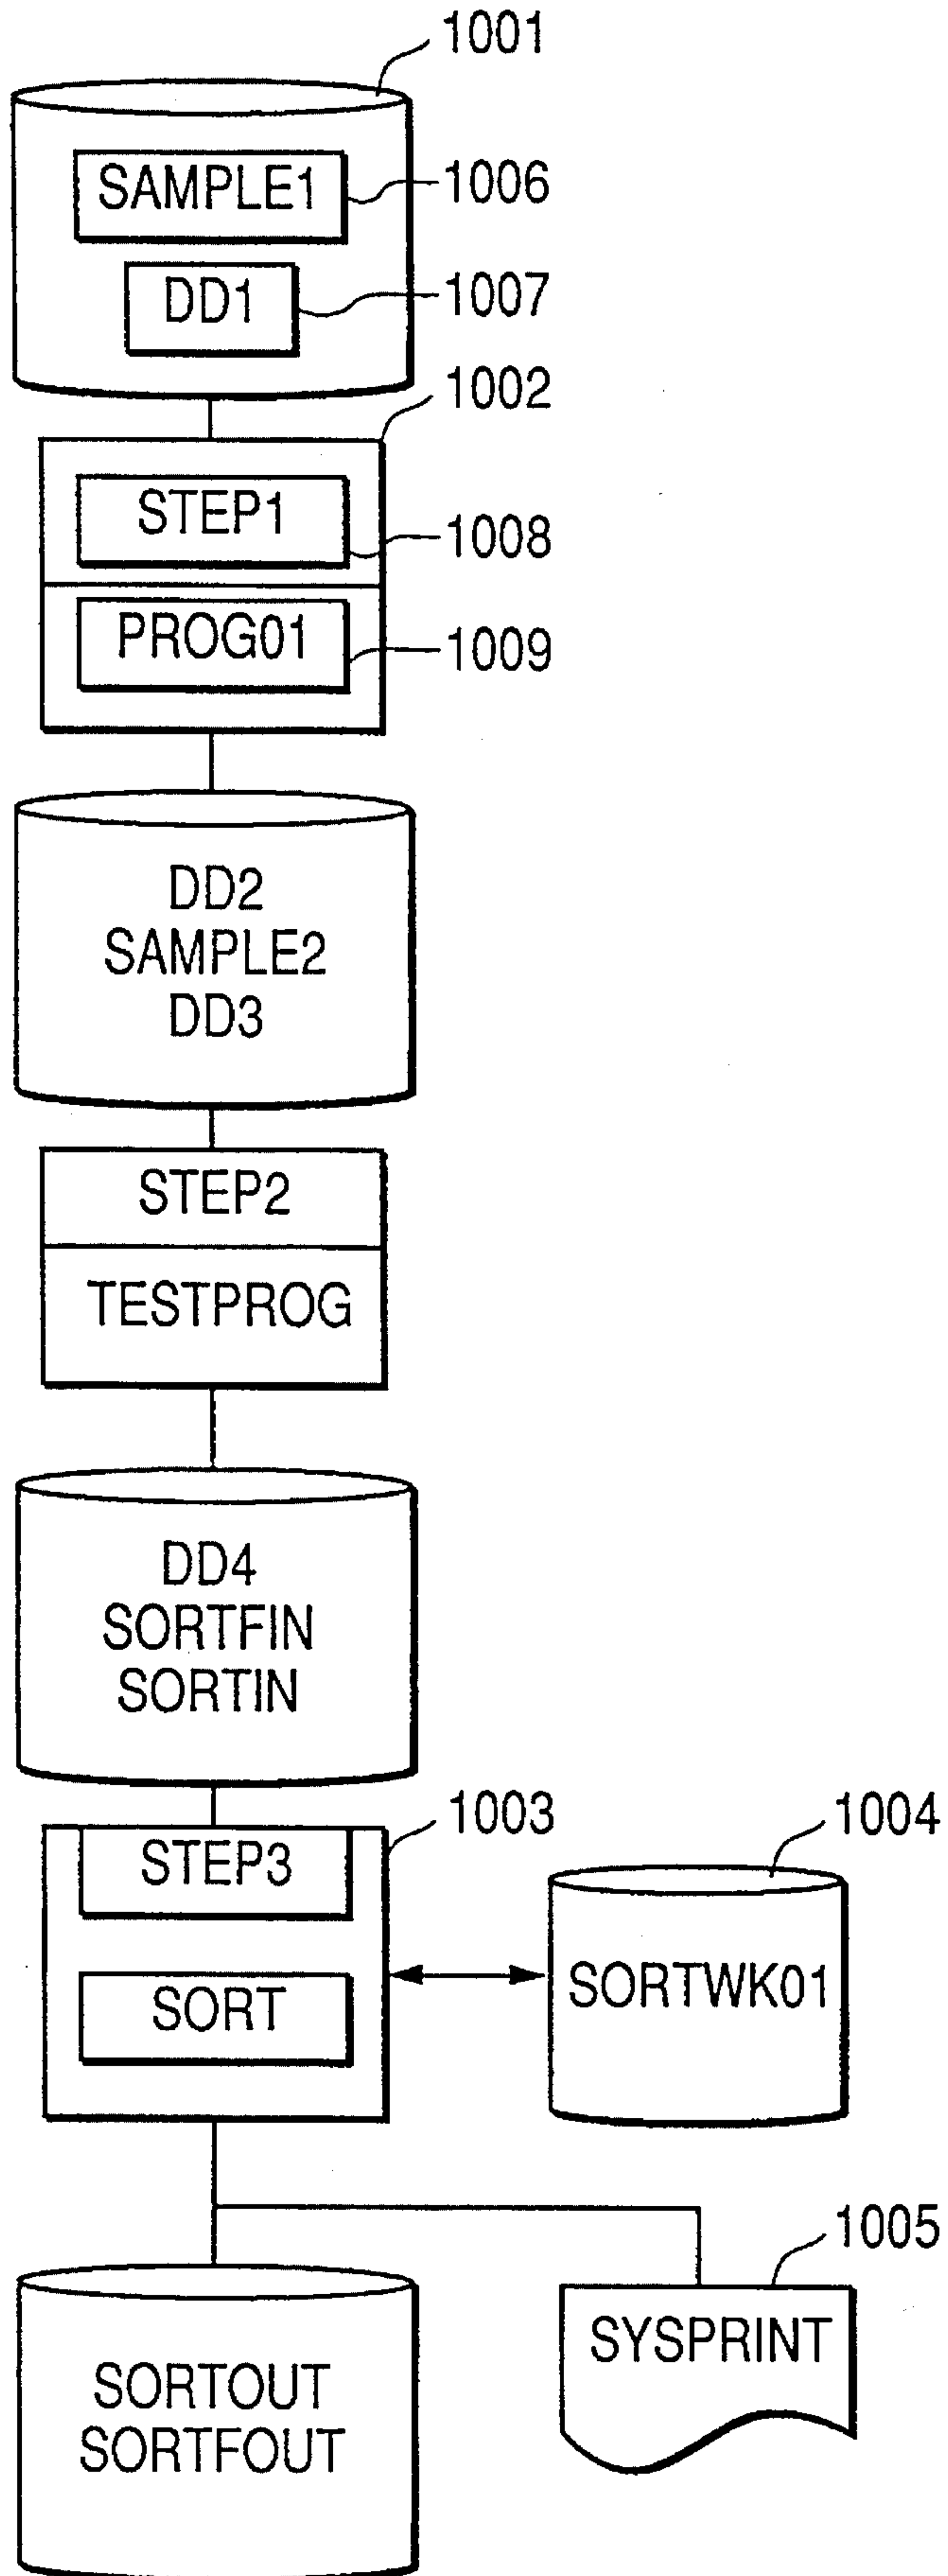 1001
SAMPLE1
1006
DD1
1007
1002
STEP1
1008
PROG01
1009
DD2
SAMPLE2
DD3
STEP2
TESTPROG
DD4
SORTFIN
SORTIN
1003
1004
STEP3
SORTWK01
SORT
1005
SYSPRINT
SORTOUT
SORTFOUT